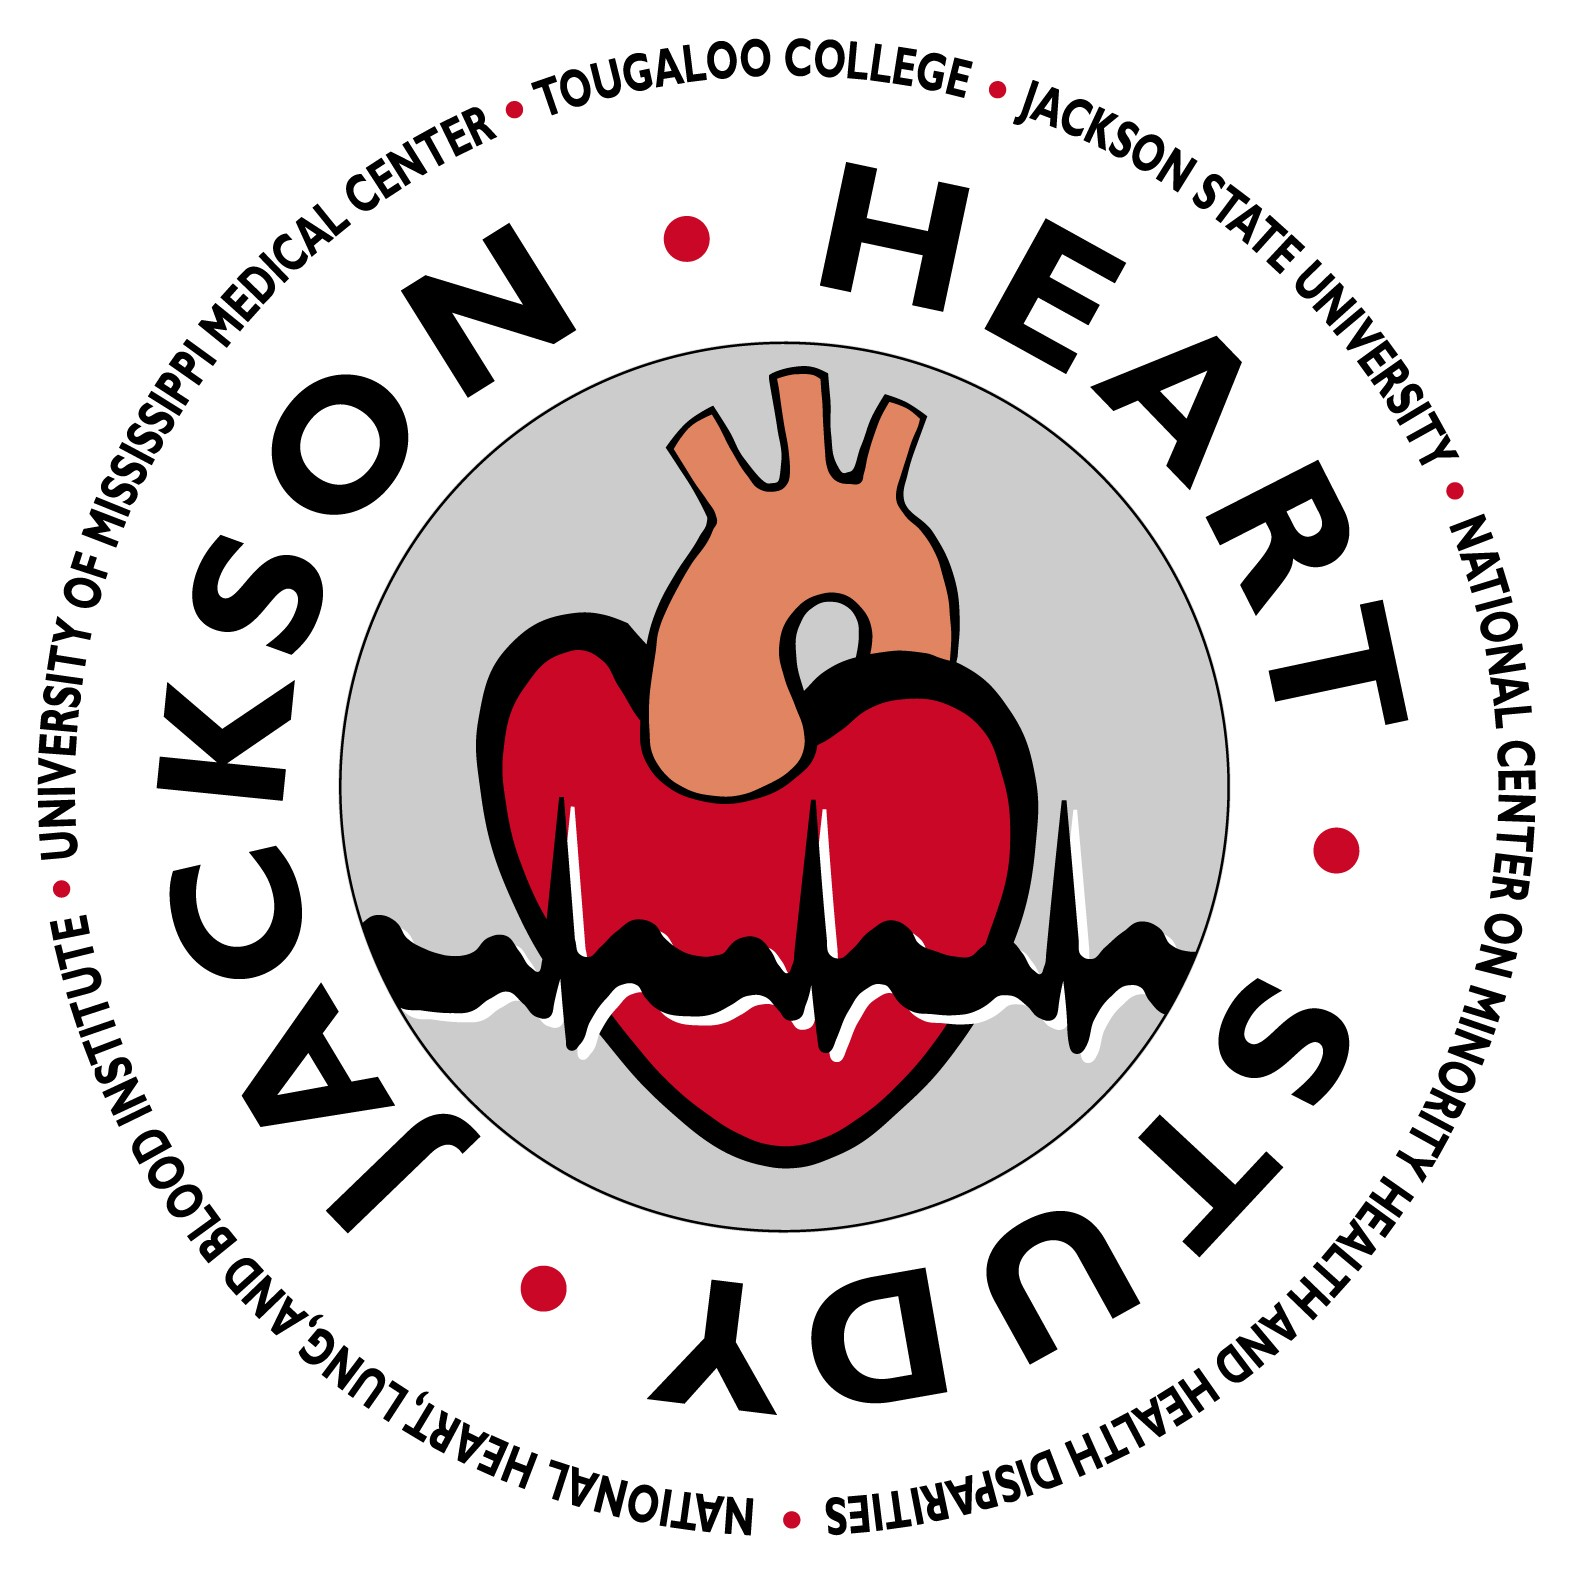 UNIVERSITY OF MISSISSIPPI MEDICAL CENTER • TOUGALOO COLLEGE • JACKSON STATE UNIVERSITY • NATIONAL CENTER ON MINORITY HEALTH AND HEALTH DISPARITIES • NATIONAL HEART, LUNG, AND BLOOD INSTITUTE •
JACKSON • HEART • STUDY •